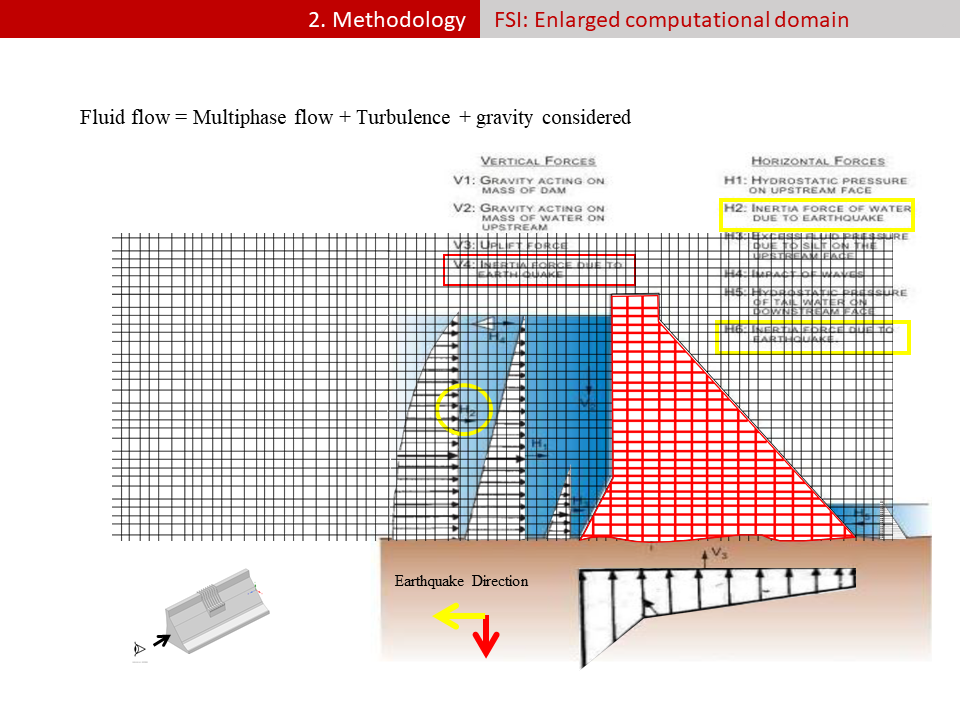 2. Methodology
FSI: Enlarged computational domain
Fluid flow = Multiphase flow + Turbulence + gravity considered
VERTICAL FORCES
V1: GRAVITY ACTING ON
MASS OF DAM
V2: GRAVITY ACTING ON
MASS OF WATER ON
UPSTREAM
V3: UPLIFT FORCE
V4: INERTIA FORCE DUE TO
EARTH QUAKE
HORIZONTAL FORCES
H1: HYDROSTATIC PRESSURE
ON UPSTREAM FACE
H2: INERTIA FORCE OF WATER
DUE TO EARTHQUAKE
H3: EXCESS FLUID PRESSURE
DUE TO SILT ON THE
UPSTREAM FACE
H4: IMPACT OF WAVES
H5: HYDROSTATIC PRESSURE
OF TAIL WATER ON
DOWNSTREAM FACE
H6: INERTIA FORCE DUE TO
EARTHQUAKE.
H4
H2
H1
H5
V3
Earthquake Direction